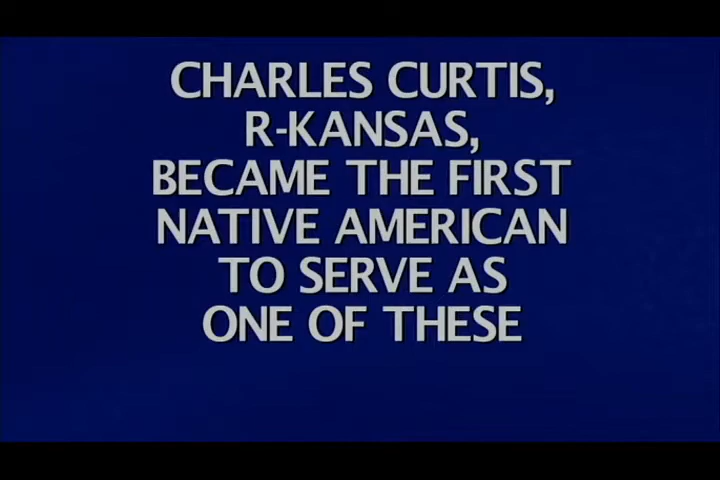 CHARLES CURTIS,
R-KANSAS,
BECAME THE FIRST
NATIVE AMERICAN
TO SERVE AS
ONE OF THESE